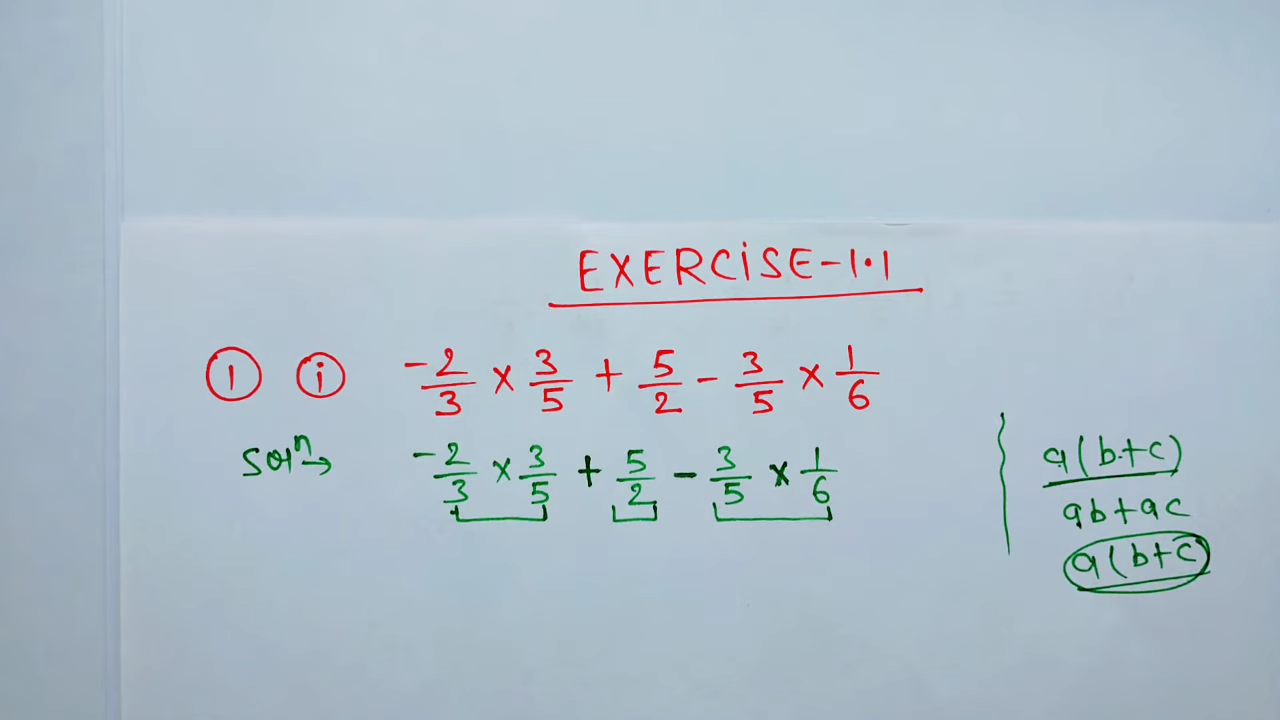 EXERCISE-1.1
① ⓘ -2/3 × 3/5 + 5/2 - 3/5 × 1/6
Solⁿ→ -2/3 × 3/5 + 5/2 - 3/5 × 1/6
a(b+c)
ab+ac
a(b+c)